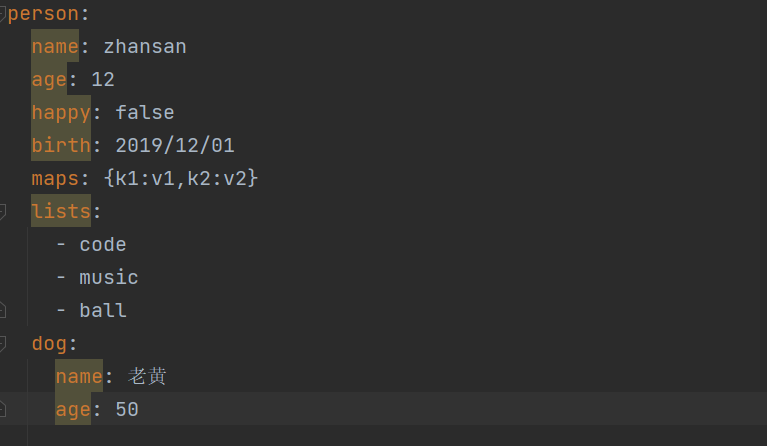 person:
  name: zhansan
  age: 12
  happy: false
  birth: 2019/12/01
  maps: {k1:v1,k2:v2}
  lists:
    - code
    - music
    - ball
  dog:
    name: 老黄
    age: 50